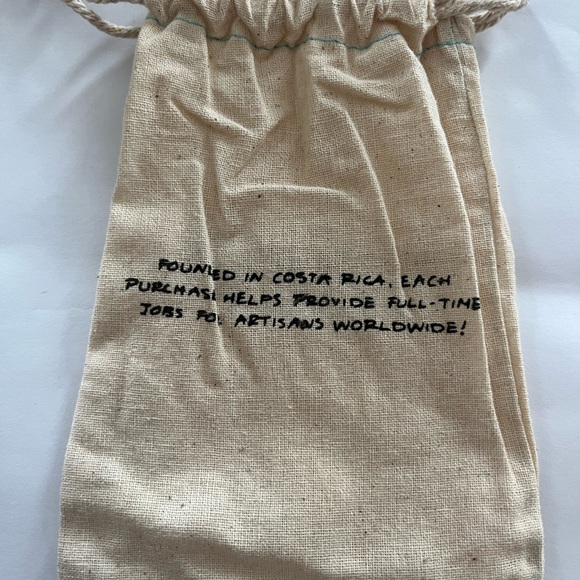 FOUNDED IN COSTA RICA, EACH
PURCHASE HELPS PROVIDE FULL-TIME
JOBS FOR ARTISANS WORLDWIDE!